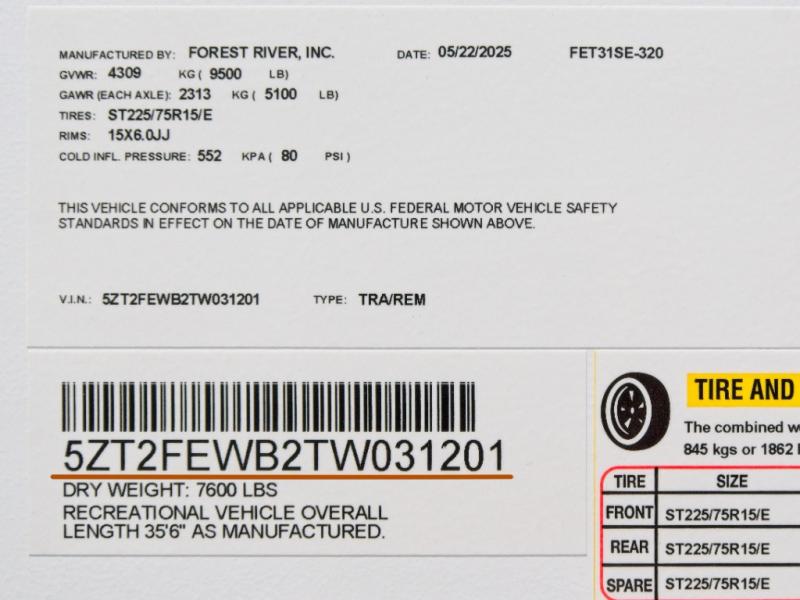 MANUFACTURED BY: FOREST RIVER, INC. DATE: 05/22/2025 FET31SE-320
GVWR: 4309 KG ( 9500 LB)
GAWR (EACH AXLE): 2313 KG ( 5100 LB)
TIRES: ST225/75R15/E
RIMS: 15X6.0JJ
COLD INFL. PRESSURE: 552 KPA ( 80 PSI )
THIS VEHICLE CONFORMS TO ALL APPLICABLE U.S. FEDERAL MOTOR VEHICLE SAFETY
STANDARDS IN EFFECT ON THE DATE OF MANUFACTURE SHOWN ABOVE.
V.I.N.: 5ZT2FEWB2TW031201 TYPE: TRA/REM
5ZT2FEWB2TW031201
DRY WEIGHT: 7600 LBS
RECREATIONAL VEHICLE OVERALL
LENGTH 35'6" AS MANUFACTURED.
TIRE AND
The combined
845 kgs or 1862
TIRE SIZE
FRONT ST225/75R15/E
REAR ST225/75R15/E
SPARE ST225/75R15/E